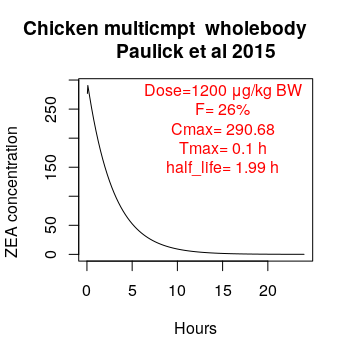 Chicken multicmpt  wholebody
Paulick et al 2015
Dose=1200 µg/kg BW
F= 26%
Cmax= 290.68
Tmax= 0.1 h
half_life= 1.99 h
ZEA concentration
250
150
50
0
0 5 10 15 20
Hours